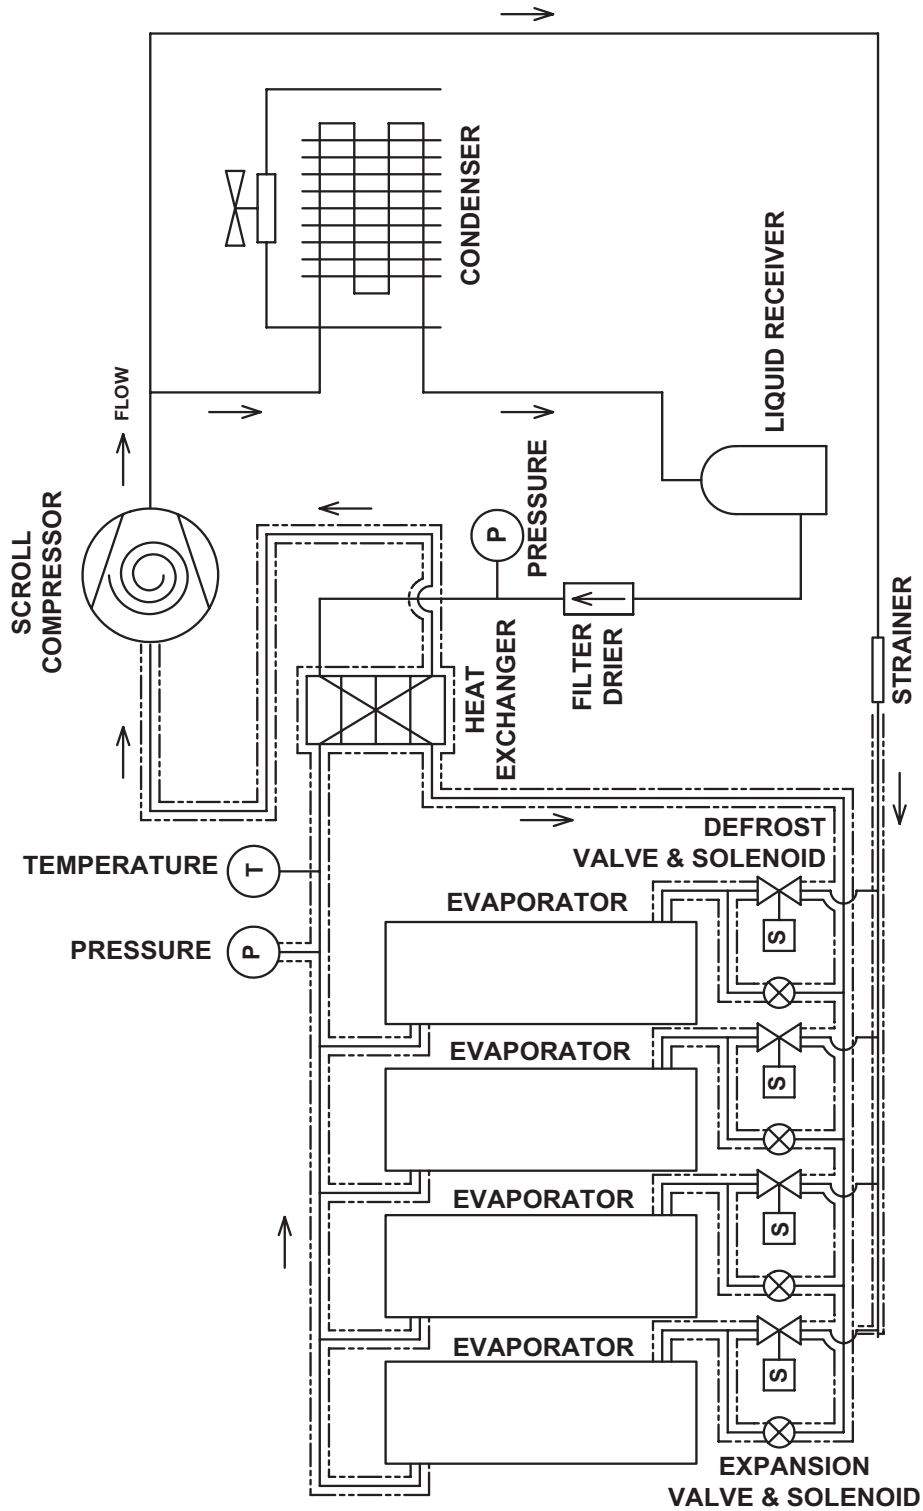 CONDENSER
LIQUID RECEIVER
FLOW
SCROLL
COMPRESSOR
P
PRESSURE
HEAT
EXCHANGER
FILTER
DRIER
STRAINER
DEFROST
VALVE & SOLENOID
TEMPERATURE
T
PRESSURE
P
EVAPORATOR
S
EVAPORATOR
S
EVAPORATOR
S
EVAPORATOR
S
EXPANSION
VALVE & SOLENOID